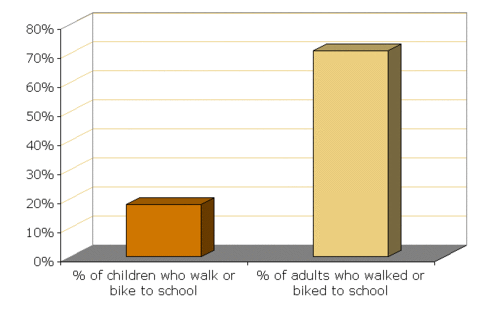 80%
70%
60%
50%
40%
30%
20%
10%
0%
% of children who walk or
bike to school
% of adults who walked or
biked to school